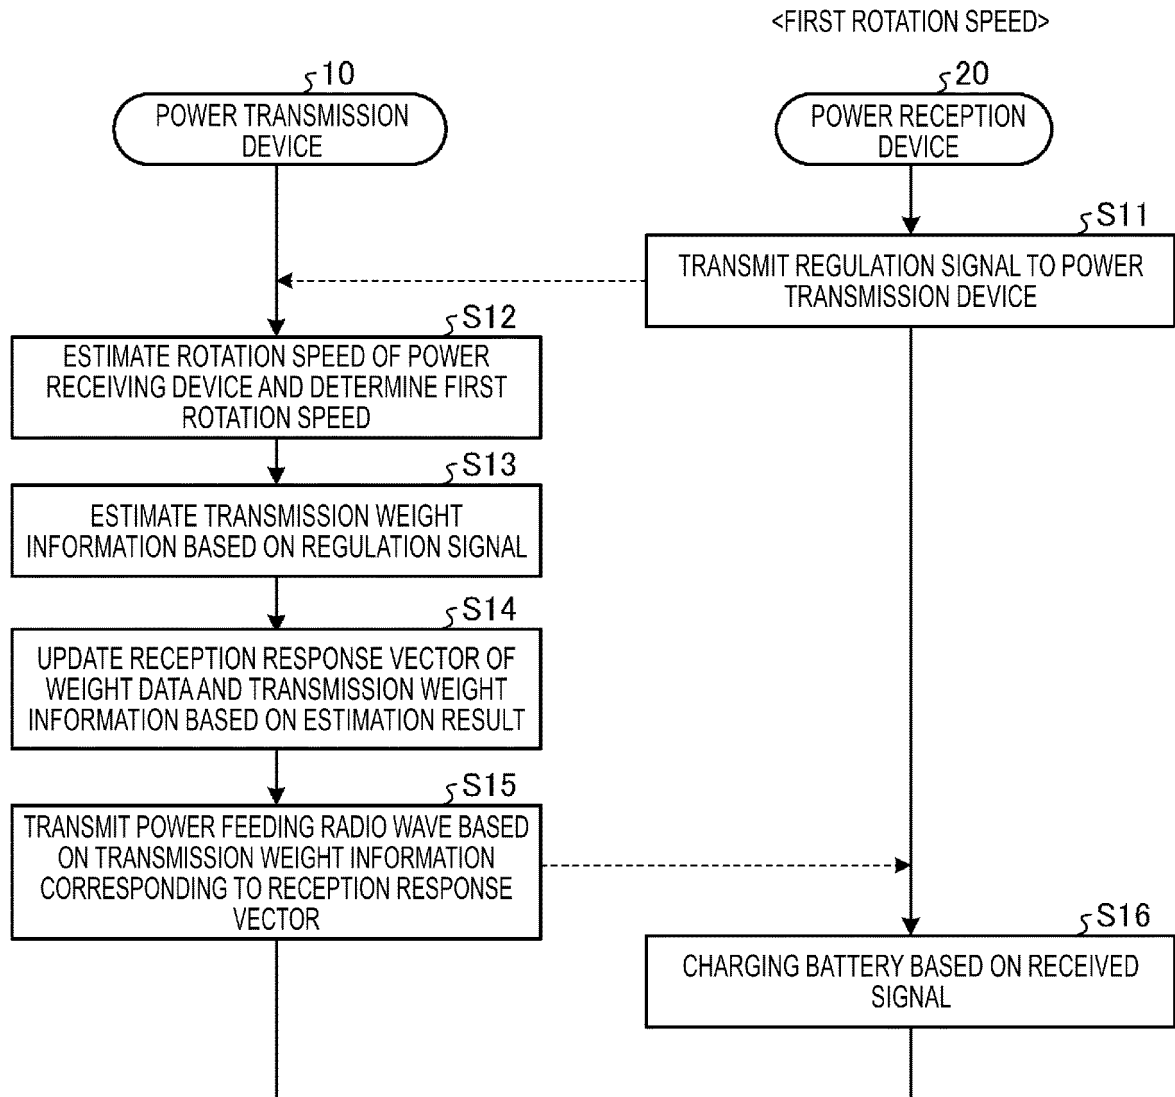 <FIRST ROTATION SPEED>
10
POWER TRANSMISSION
DEVICE
20
POWER RECEPTION
DEVICE
S11
TRANSMIT REGULATION SIGNAL TO POWER
TRANSMISSION DEVICE
S12
ESTIMATE ROTATION SPEED OF POWER
RECEIVING DEVICE AND DETERMINE FIRST
ROTATION SPEED
S13
ESTIMATE TRANSMISSION WEIGHT
INFORMATION BASED ON REGULATION SIGNAL
S14
UPDATE RECEPTION RESPONSE VECTOR OF
WEIGHT DATA AND TRANSMISSION WEIGHT
INFORMATION BASED ON ESTIMATION RESULT
S15
TRANSMIT POWER FEEDING RADIO WAVE BASED
ON TRANSMISSION WEIGHT INFORMATION
CORRESPONDING TO RECEPTION RESPONSE
VECTOR
S16
CHARGING BATTERY BASED ON RECEIVED
SIGNAL